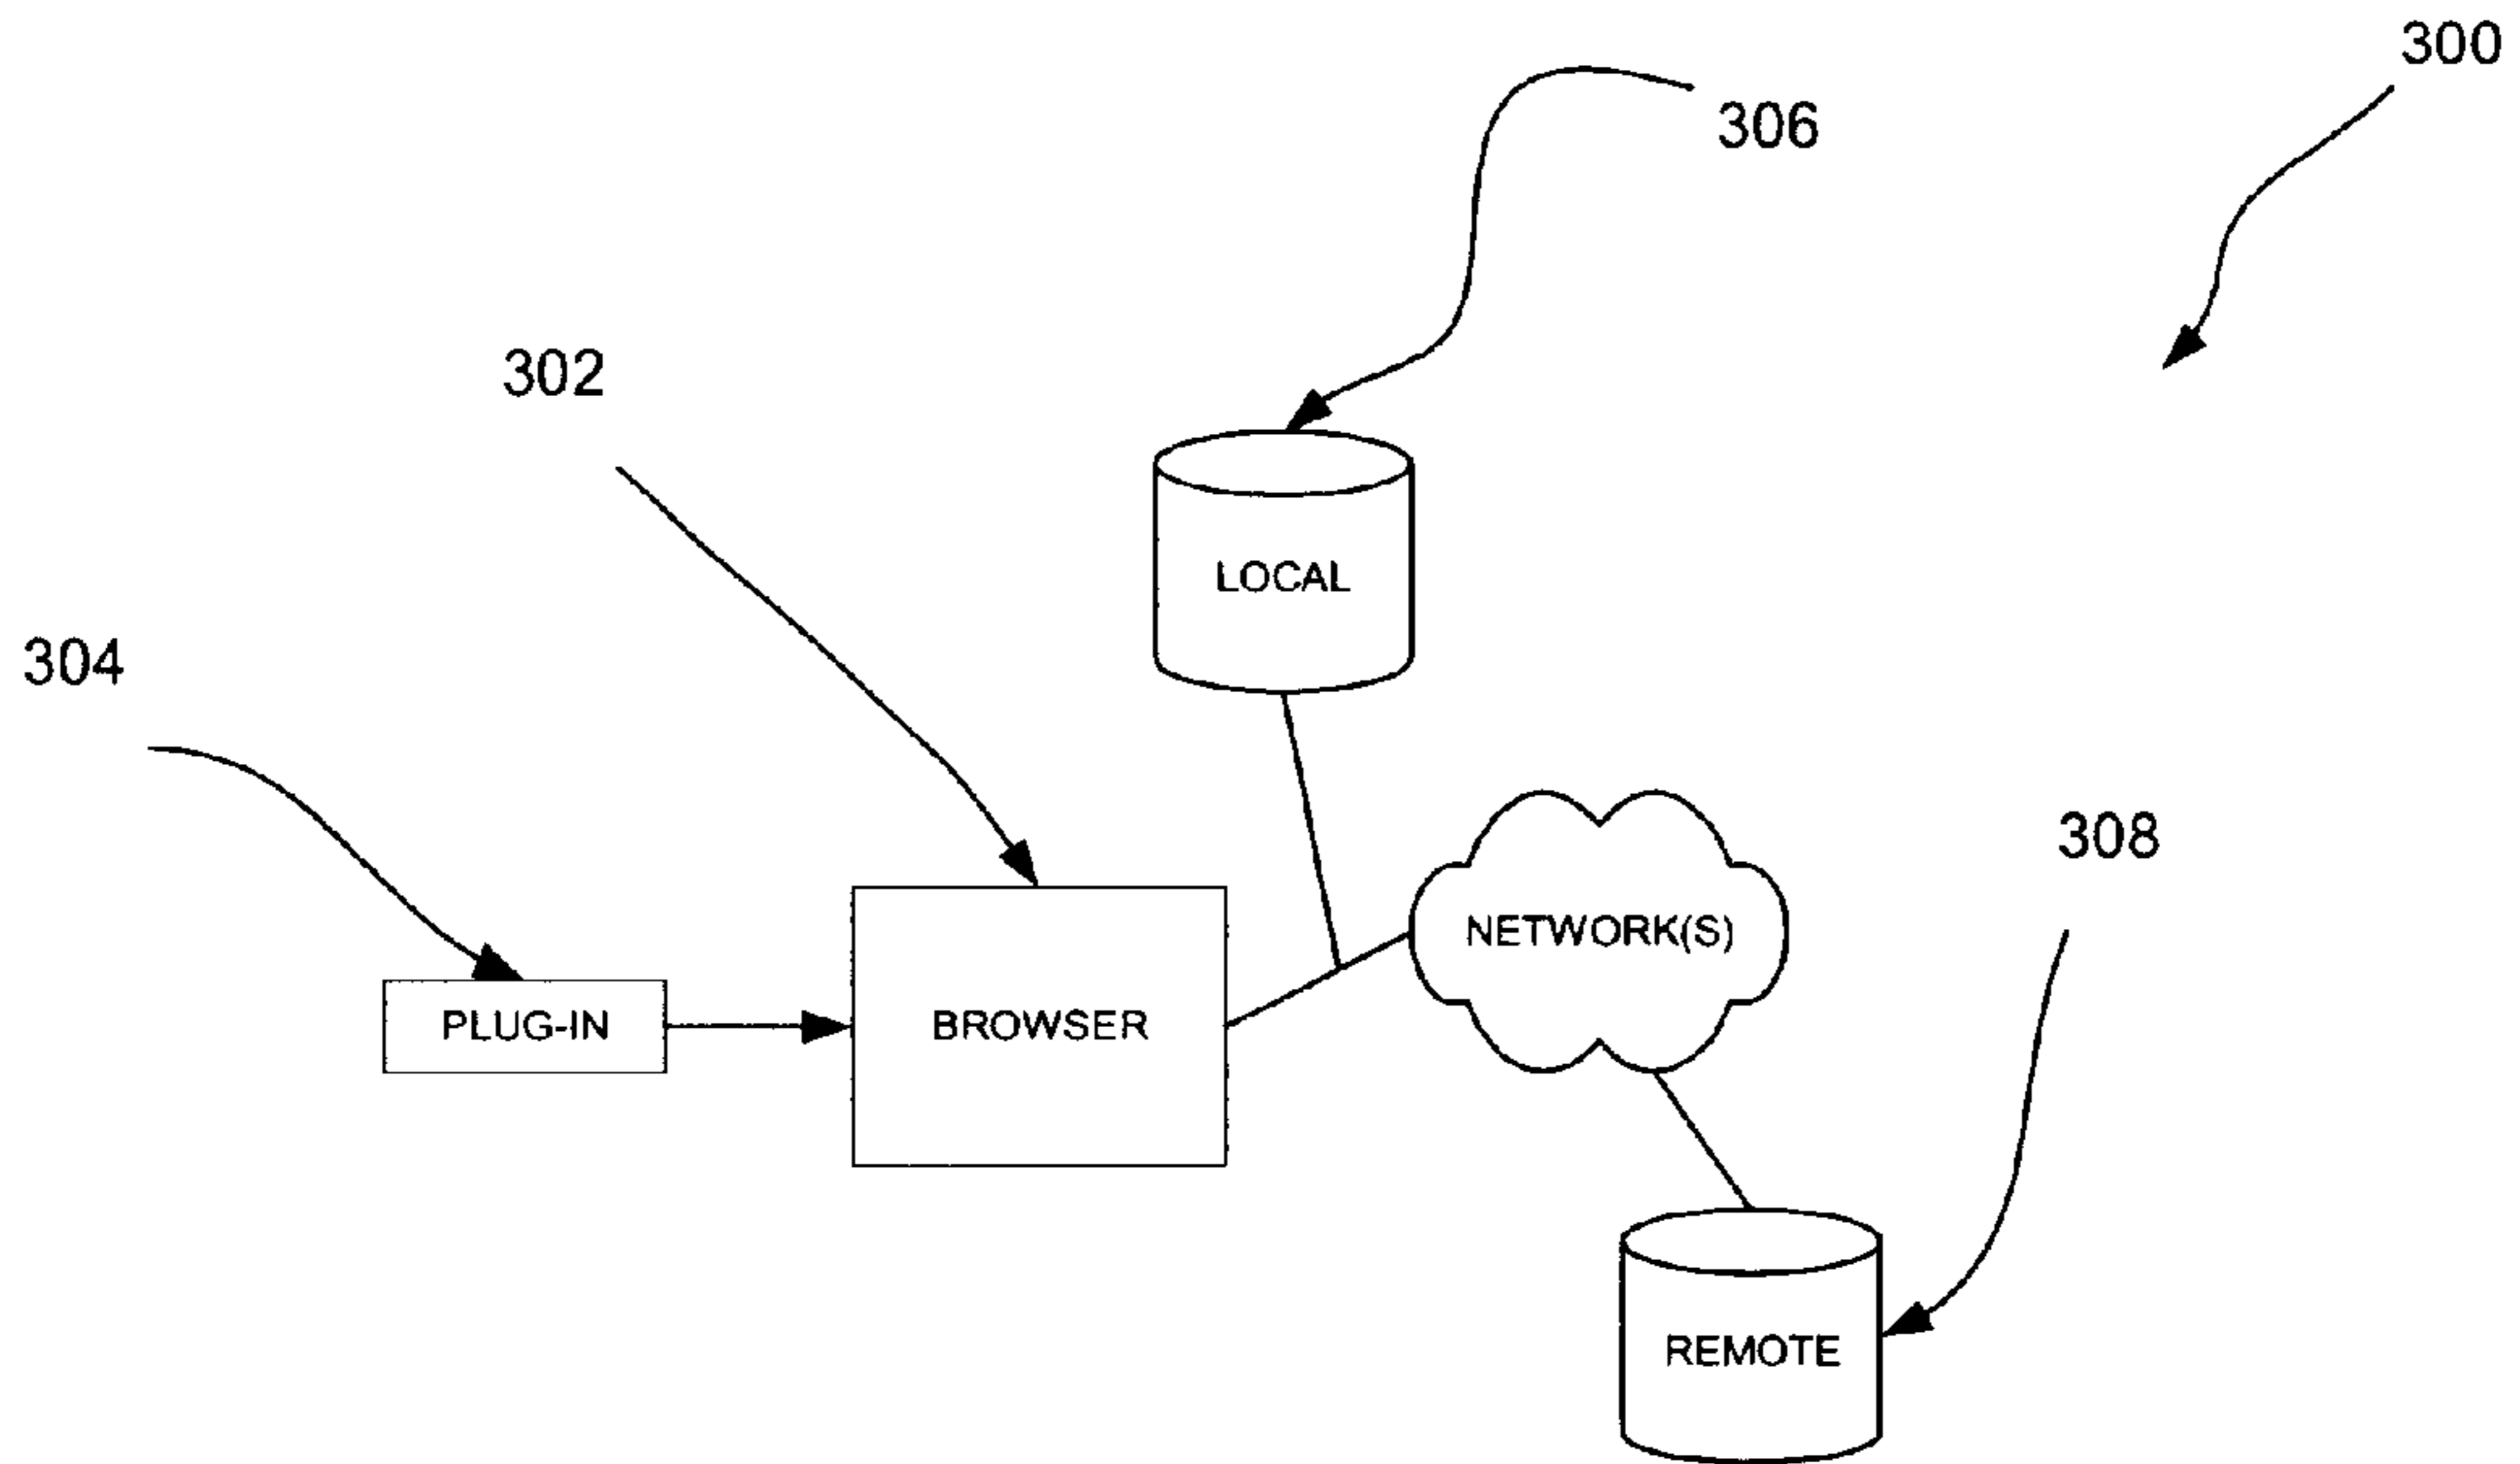 300
306
302
LOCAL
304
308
NETWORK(S)
PLUG-IN
BROWSER
REMOTE